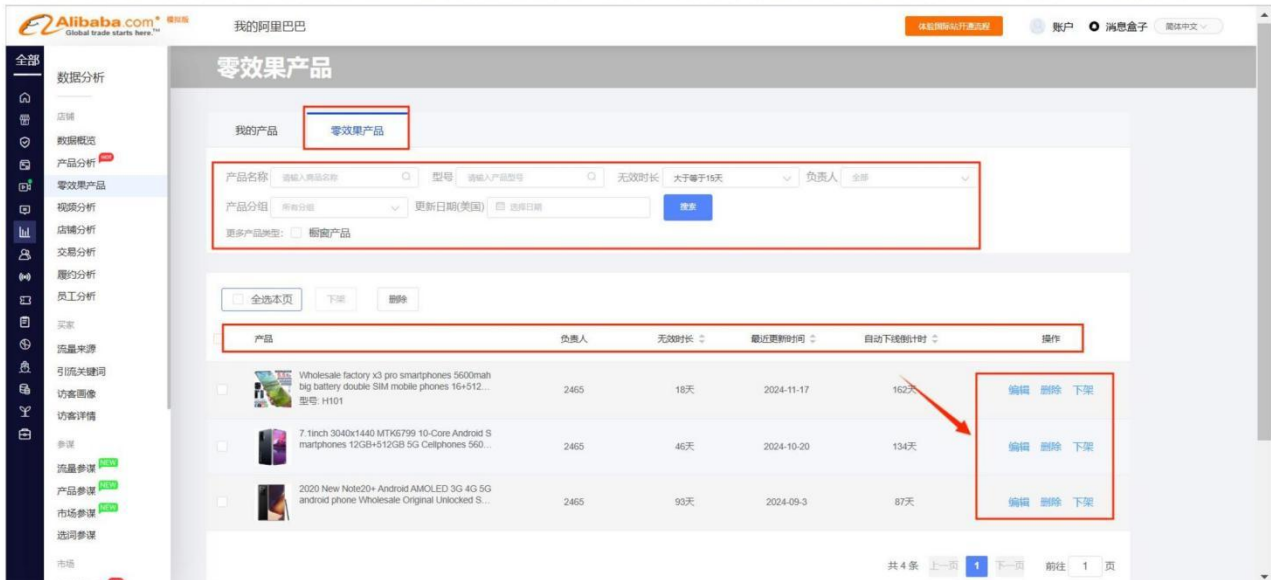 Alibaba.com 模拟版
Global trade starts here.™
我的阿里巴巴
体验国际站开通流程
账户
消息盒子
简体中文
全部
数据分析
店铺
数据概览
产品分析
零效果产品
视频分析
店铺分析
交易分析
履约分析
员工分析
买家
流量来源
引流关键词
访客画像
访客详情
参谋
流量参谋 NEW
产品参谋 NEW
市场参谋 NEW
选词参谋
市场
零效果产品
我的产品 零效果产品
产品名称 请输入商品名称 型号 请输入产品型号 无效时长 大于等于15天 负责人 全部
产品分组 所有分组 更新日期(美国) 选择日期 搜索
更多产品类型: 橱窗产品
全选本页 下架 删除
产品 负责人 无效时长 最近更新时间 自动下线倒计时 操作
Wholesale factory x3 pro smartphones 5600mah
big battery double SIM mobile phones 16+512...
型号: H101
2465 18天 2024-11-17 162天 编辑 删除 下架
7.1inch 3040x1440 MTK6799 10-Core Android S
martphones 12GB+512GB 5G Cellphones 560...
2465 46天 2024-10-20 134天 编辑 删除 下架
2020 New Note20+ Android AMOLED 3G 4G 5G
android phone Wholesale Original Unlocked S...
2465 93天 2024-09-3 87天 编辑 删除 下架
共 4 条 上一页 1 下一页 前往 1 页